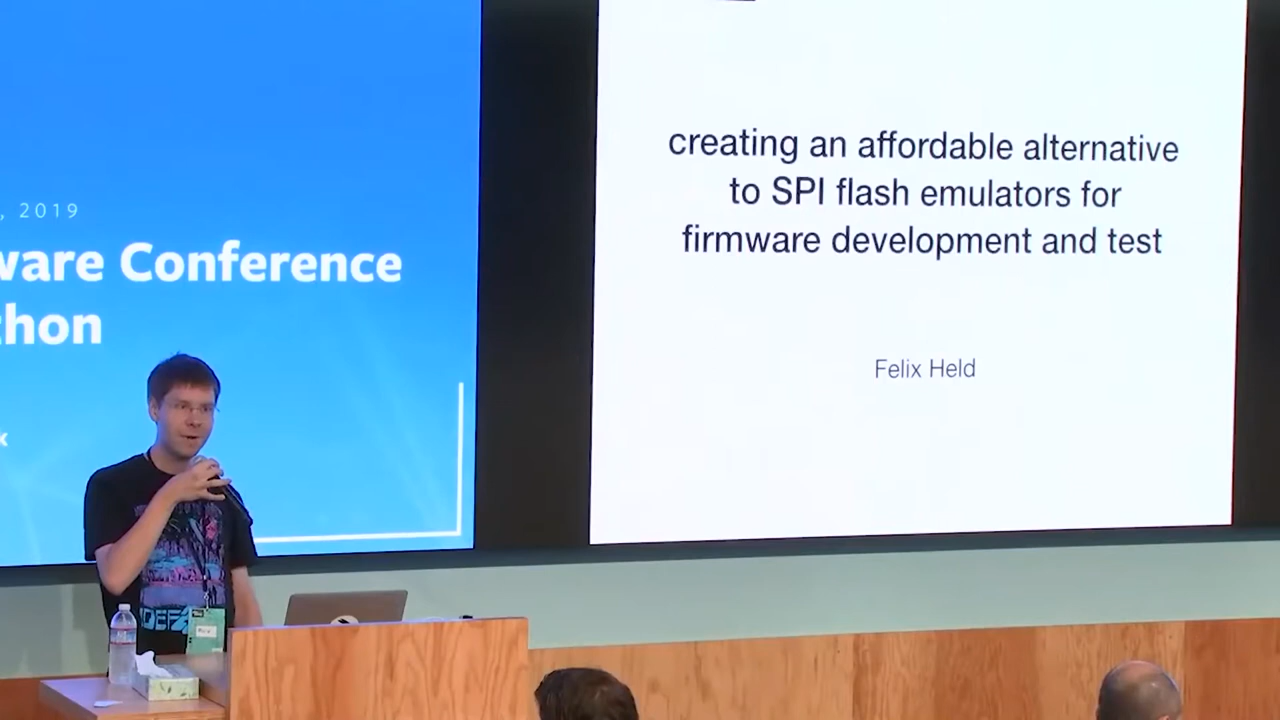 , 2019
ware Conference
thon
k
creating an affordable alternative
to SPI flash emulators for
firmware development and test
Felix Held
DEF